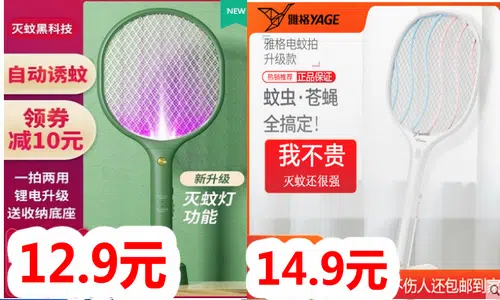 灭蚊黑科技
自动诱蚊
领券
减10元
一拍两用
锂电升级
送收纳底座
NEW
新升级
灭蚊灯
功能
12.9元
雅格YAGE
雅格电蚊拍
升级款
热销推荐 正品保证
蚊虫·苍蝇
全搞定!
我不贵
灭蚊还很强
14.9元
不伤人还包邮到